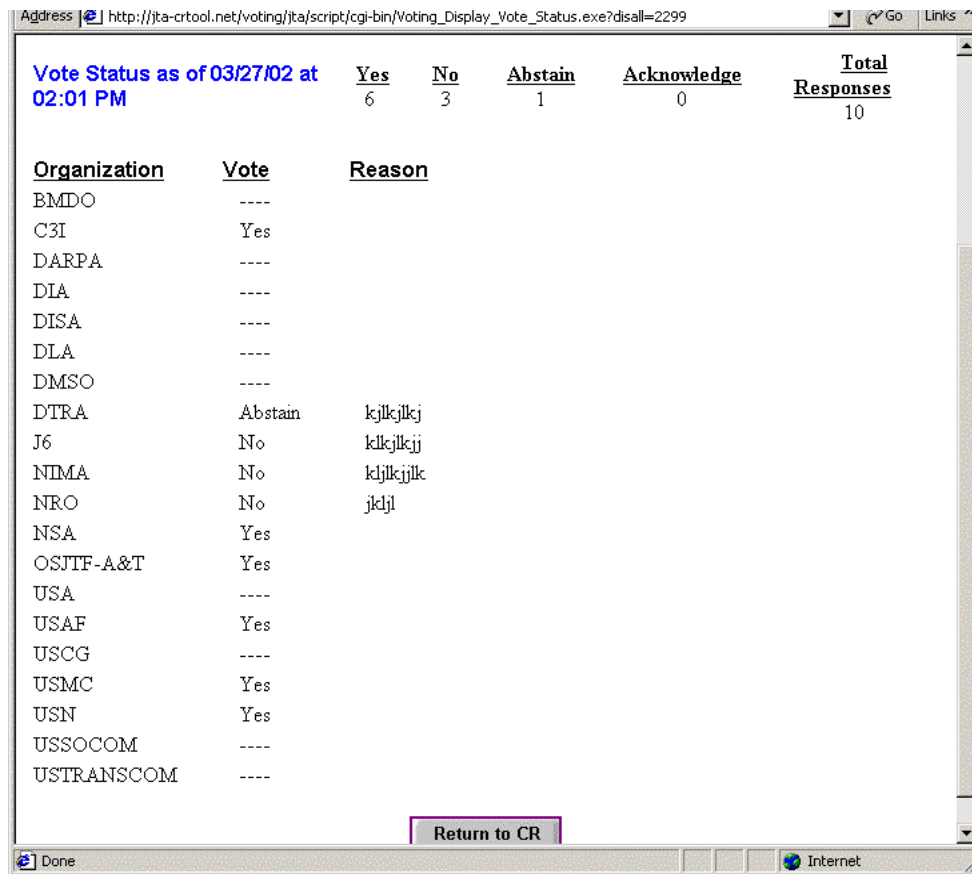 Address http://jta-crtool.net/voting/jta/script/cgi-bin/Voting_Display_Vote_Status.exe?disall=2299 Go Links
Vote Status as of 03/27/02 at 02:01 PM
Yes No Abstain Acknowledge Total Responses
6 3 1 0 10
Organization Vote Reason
BMDO ----
C3I Yes
DARPA ----
DIA ----
DISA ----
DLA ----
DMSO ----
DTRA Abstain kjlkjlkj
J6 No klkjlkjj
NIMA No kljlkjjlk
NRO No jkljl
NSA Yes
OSJTF-A&T Yes
USA ----
USAF Yes
USCG ----
USMC Yes
USN Yes
USSOCOM ----
USTRANSCOM ----
Return to CR
Done Internet